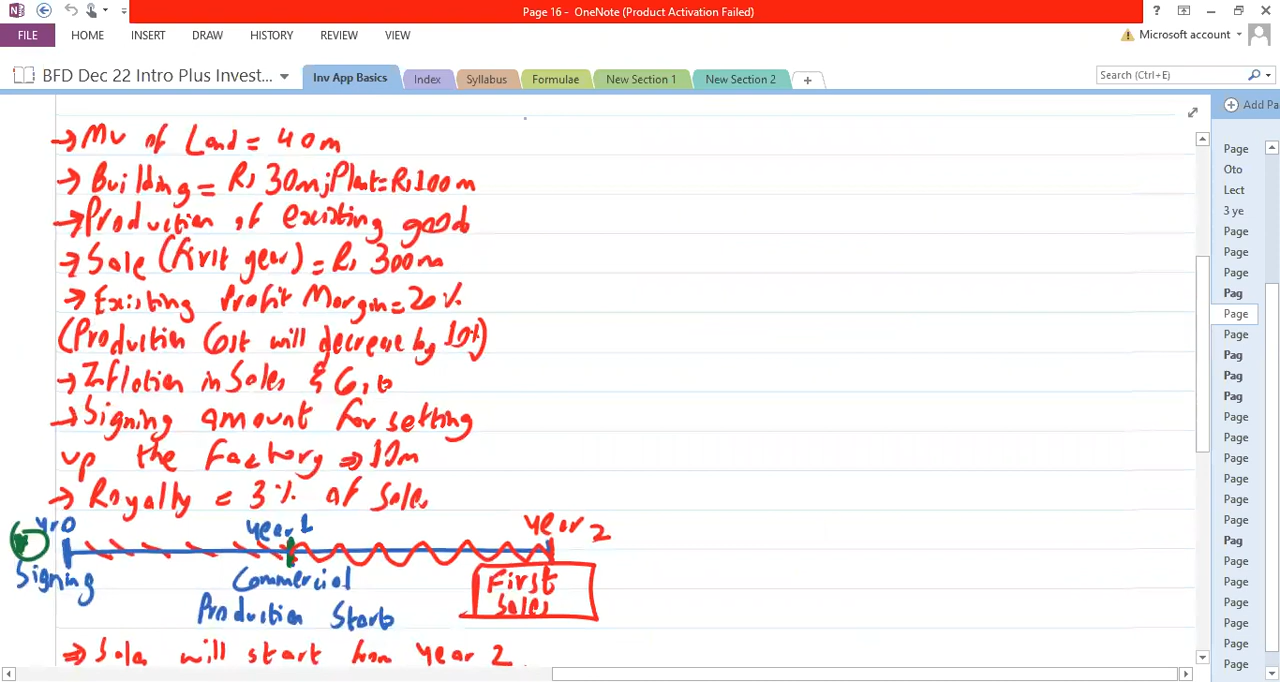 Page 16 - OneNote (Product Activation Failed)
FILE HOME INSERT DRAW HISTORY REVIEW VIEW Microsoft account
BFD Dec 22 Intro Plus Invest... Inv App Basics Index Syllabus Formulae New Section 1 New Section 2 Search (Ctrl+E)
Add Pa
→ MV of Land = 40m
→ Building = Rs 30m; Plant = Rs 100m
→ Production of existing goods
→ Sale (First year) = Rs 300m
→ Existing Profit Margin = 20%
(Production Cost will decrease by 10%)
→ Inflation in Sales &
→ Signing amount for setting
up the Factory ⇒ 10m
→ Royalty = 3% of Sales
yr0 year 1 year 2
Signing Commercial First
Production Starts Sales
⇒ Sales will start from year 2
Page
Oto
Lect
3 ye
Page
Page
Page
Pag
Page
Page
Pag
Pag
Pag
Page
Page
Page
Page
Page
Page
Pag
Page
Page
Page
Page
Page
Page